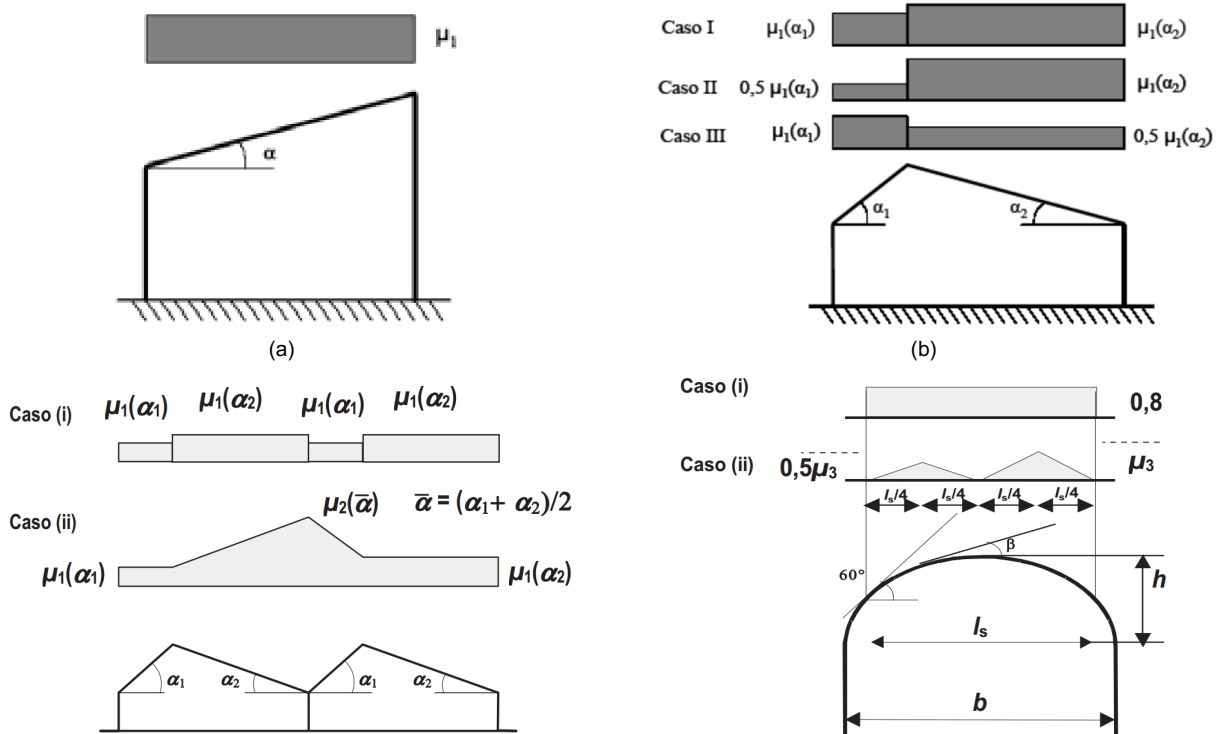 μ₁
α
(a)
Caso I μ₁(α₁) μ₁(α₂)
Caso II 0,5 μ₁(α₁) μ₁(α₂)
Caso III μ₁(α₁) 0,5 μ₁(α₂)
α₁ α₂
(b)
Caso (i) μ₁(α₁) μ₁(α₂) μ₁(α₁) μ₁(α₂)
Caso (ii) μ₂(ᾱ) ᾱ = (α₁+ α₂)/2
μ₁(α₁) μ₁(α₂)
α₁ α₂ α₁ α₂
Caso (i) 0,8
Caso (ii) 0,5μ₃ μ₃
lₛ/4 lₛ/4 lₛ/4 lₛ/4
β
60°
h
lₛ
b